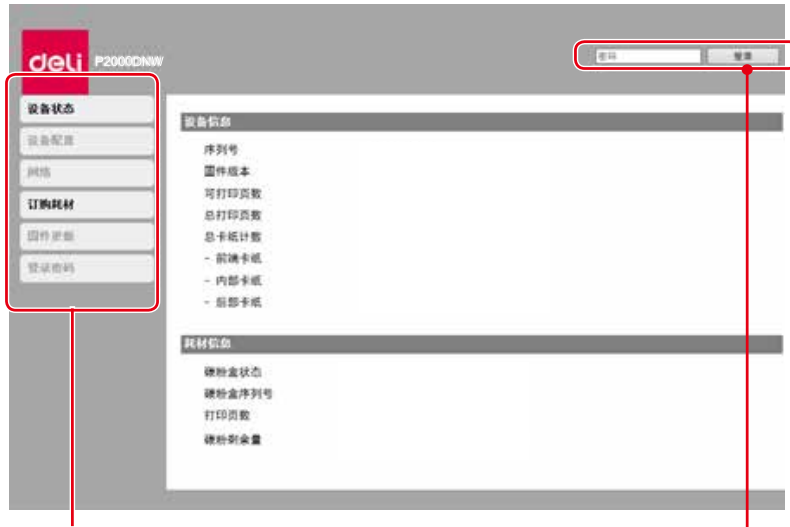 deli P2000DNW
密码 登录
设备状态
设备配置
网络
订购耗材
固件更新
登录密码
设备信息
序列号
固件版本
可打印页数
总打印页数
总卡纸计数
- 前端卡纸
- 内部卡纸
- 后部卡纸
耗材信息
碳粉盒状态
碳粉盒序列号
打印页数
碳粉剩余量